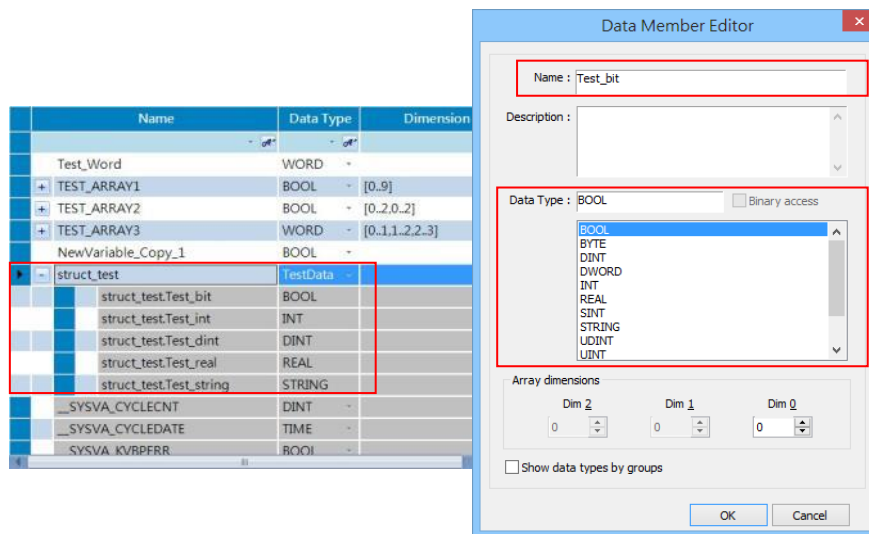 Name Data Type Dimension
Test_Word WORD
TEST_ARRAY1 BOOL [0..9]
TEST_ARRAY2 BOOL [0..2,0..2]
TEST_ARRAY3 WORD [0..1,1..2,2..3]
NewVariable_Copy_1 BOOL
struct_test TestData
struct_test.Test_bit BOOL
struct_test.Test_int INT
struct_test.Test_dint DINT
struct_test.Test_real REAL
struct_test.Test_string STRING
__SYSVA_CYCLECNT DINT
__SYSVA_CYCLEDATE TIME
__SYSVA_KVBPERR BOOL
Data Member Editor
Name : Test_bit
Description :
Data Type : BOOL Binary access
BOOL
BYTE
DINT
DWORD
INT
REAL
SINT
STRING
UDINT
UINT
Array dimensions
Dim 2 Dim 1 Dim 0
0 0 0
Show data types by groups
OK Cancel